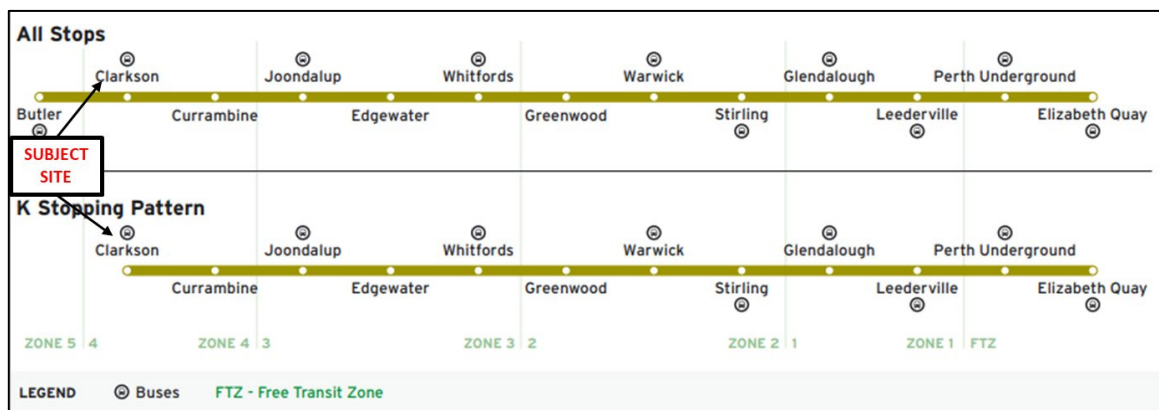 All Stops
Clarkson Joondalup Whitfords Warwick Glendalough Perth Underground
Butler Currambine Edgewater Greenwood Stirling Leederville Elizabeth Quay
SUBJECT
SITE
K Stopping Pattern
Clarkson Joondalup Whitfords Warwick Glendalough Perth Underground
Currambine Edgewater Greenwood Stirling Leederville Elizabeth Quay
ZONE 5 4 ZONE 4 3 ZONE 3 2 ZONE 2 1 ZONE 1 FTZ
LEGEND Buses FTZ - Free Transit Zone